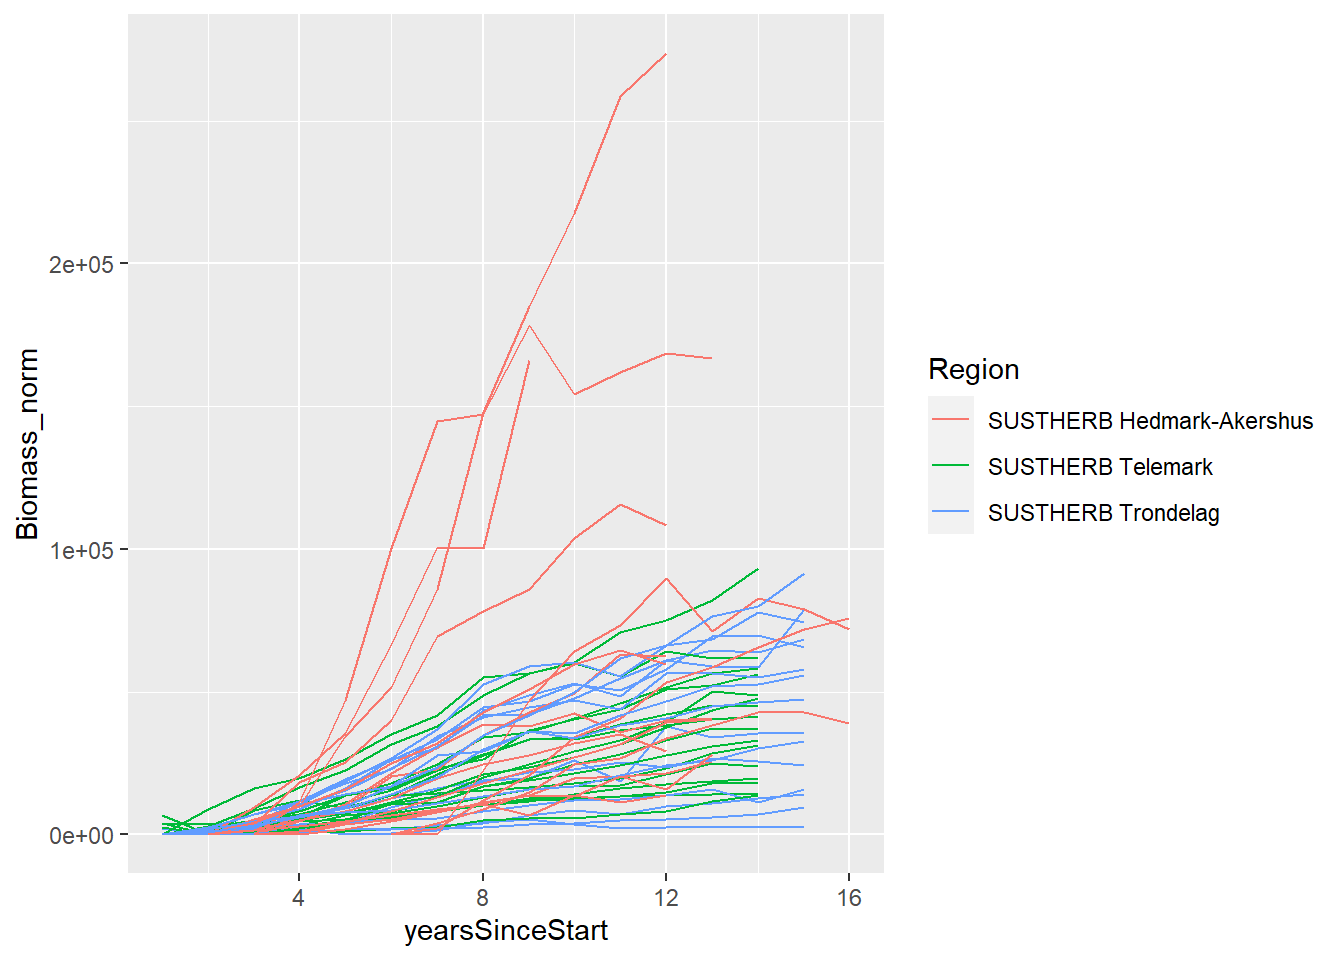 2e+05
1e+05
0e+00
Biomass_norm
4 8 12 16
yearsSinceStart
Region
SUSTHERB Hedmark-Akershus
SUSTHERB Telemark
SUSTHERB Trondelag